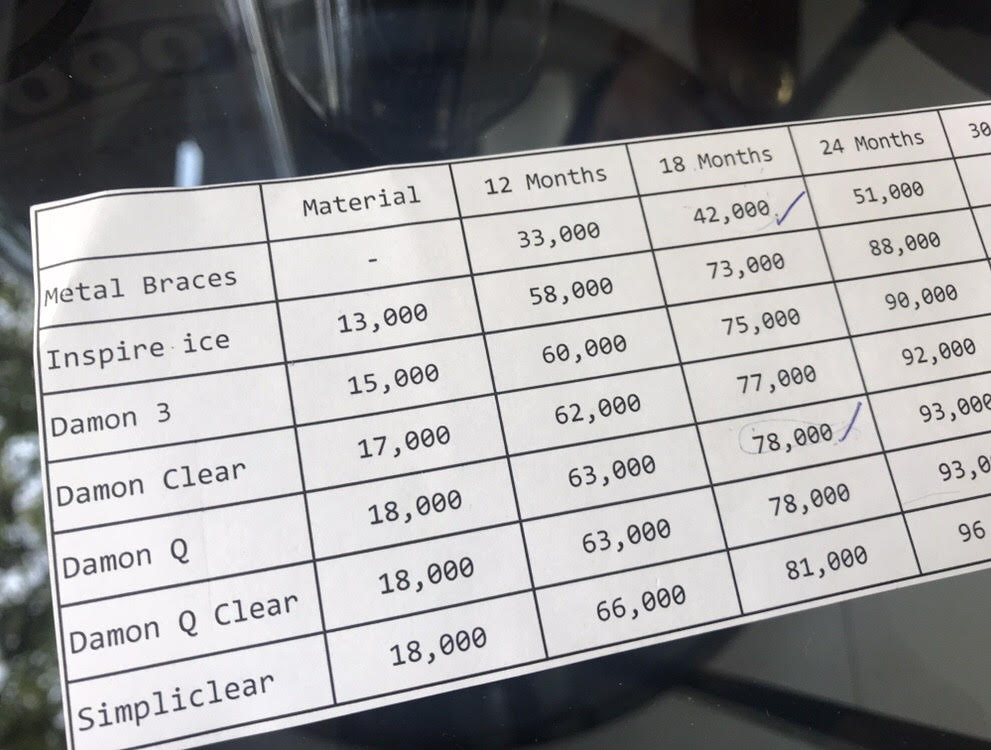 Material 12 Months 18 Months 24 Months 30
Metal Braces - 33,000 42,000 51,000
Inspire ice 13,000 58,000 73,000 88,000
Damon 3 15,000 60,000 75,000 90,000
Damon Clear 17,000 62,000 77,000 92,000
Damon Q 18,000 63,000 78,000 93,000
Damon Q Clear 18,000 63,000 78,000 93,0
Simpliclear 18,000 66,000 81,000 96